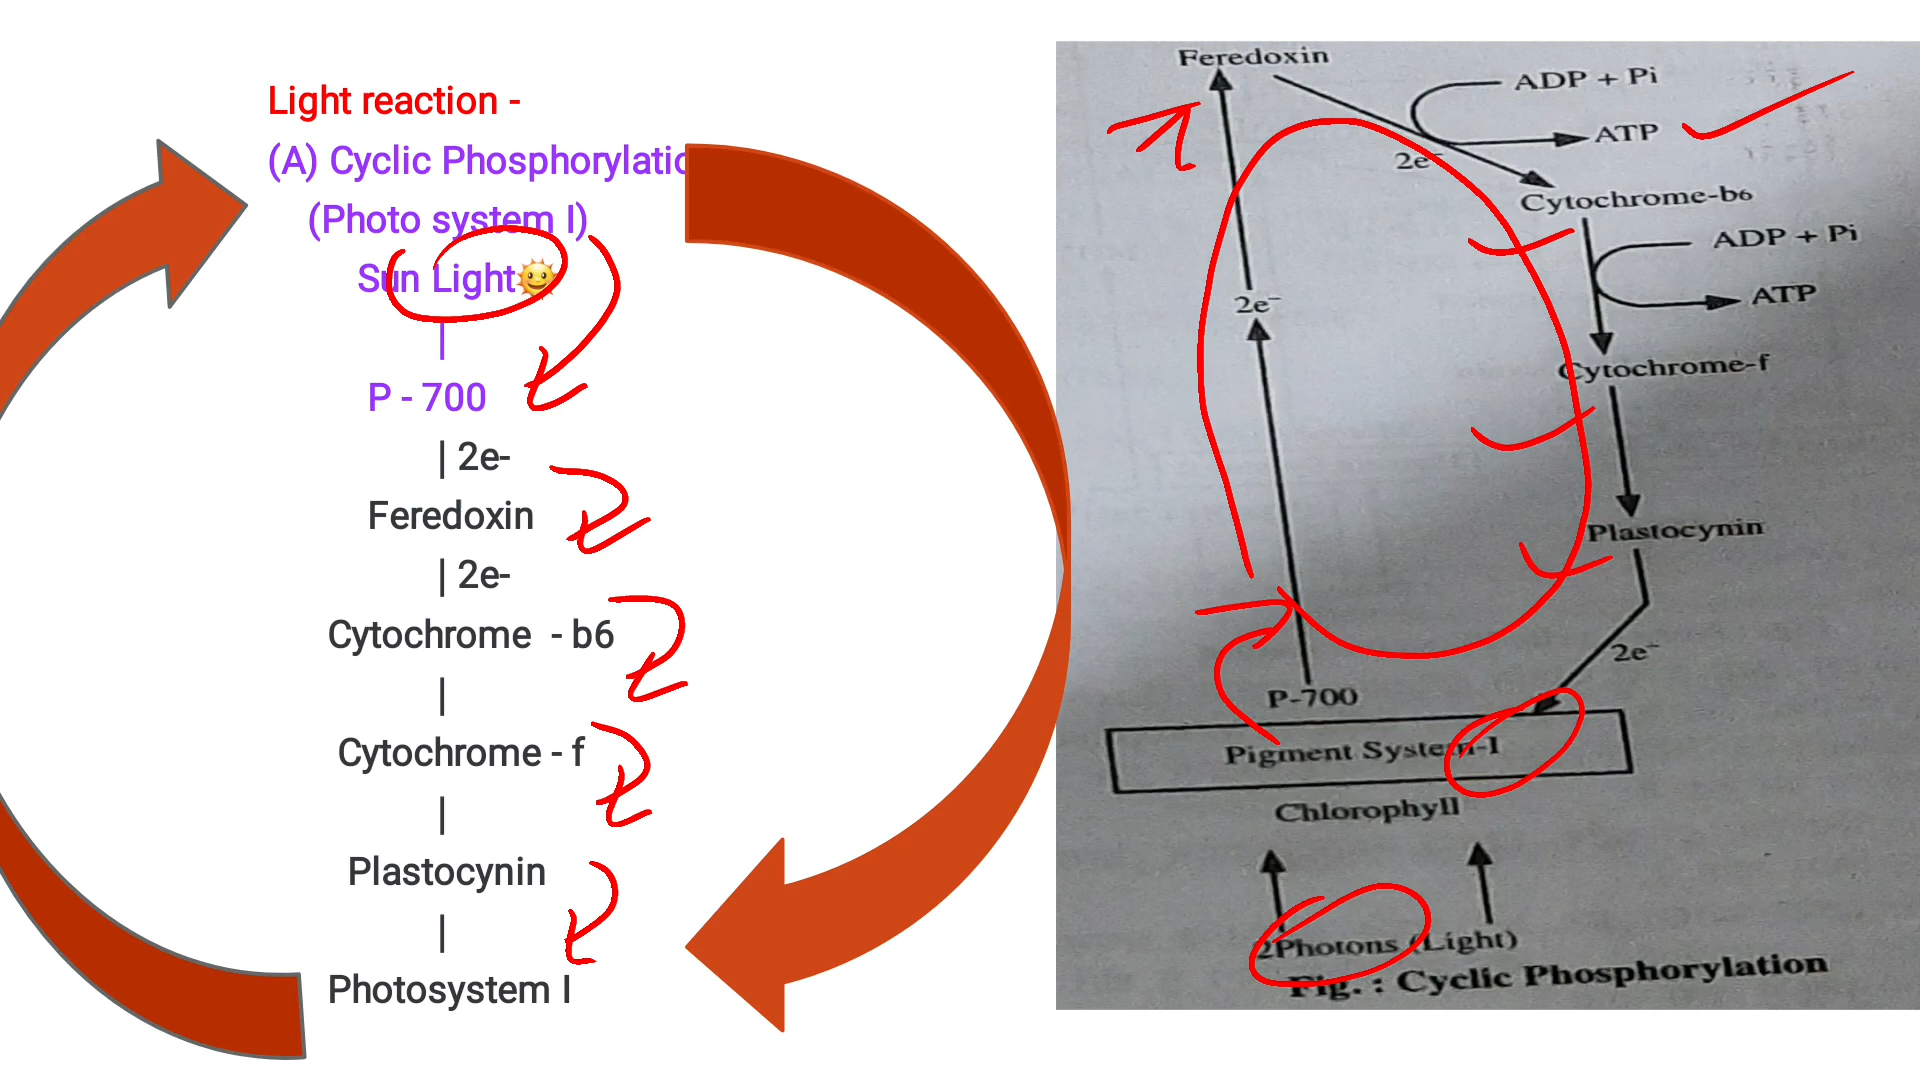 Light reaction -
(A) Cyclic Phosphorylatio
(Photo system I)
Sun Light🌞
|
P - 700
| 2e-
Feredoxin
| 2e-
Cytochrome - b6
|
Cytochrome - f
|
Plastocynin
|
Photosystem I
Feredoxin
ADP + Pi
ATP
2e⁻
Cytochrome-b6
ADP + Pi
ATP
2e⁻
Cytochrome-f
Plastocynin
2e⁻
P-700
Pigment System-I
Chlorophyll
2Photons (Light)
Fig. : Cyclic Phosphorylation